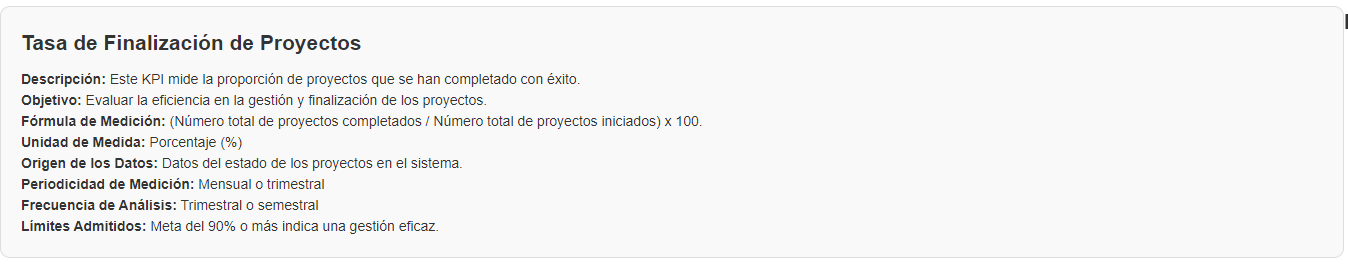 Tasa de Finalización de Proyectos
Descripción: Este KPI mide la proporción de proyectos que se han completado con éxito.
Objetivo: Evaluar la eficiencia en la gestión y finalización de los proyectos.
Fórmula de Medición: (Número total de proyectos completados / Número total de proyectos iniciados) x 100.
Unidad de Medida: Porcentaje (%)
Origen de los Datos: Datos del estado de los proyectos en el sistema.
Periodicidad de Medición: Mensual o trimestral
Frecuencia de Análisis: Trimestral o semestral
Límites Admitidos: Meta del 90% o más indica una gestión eficaz.